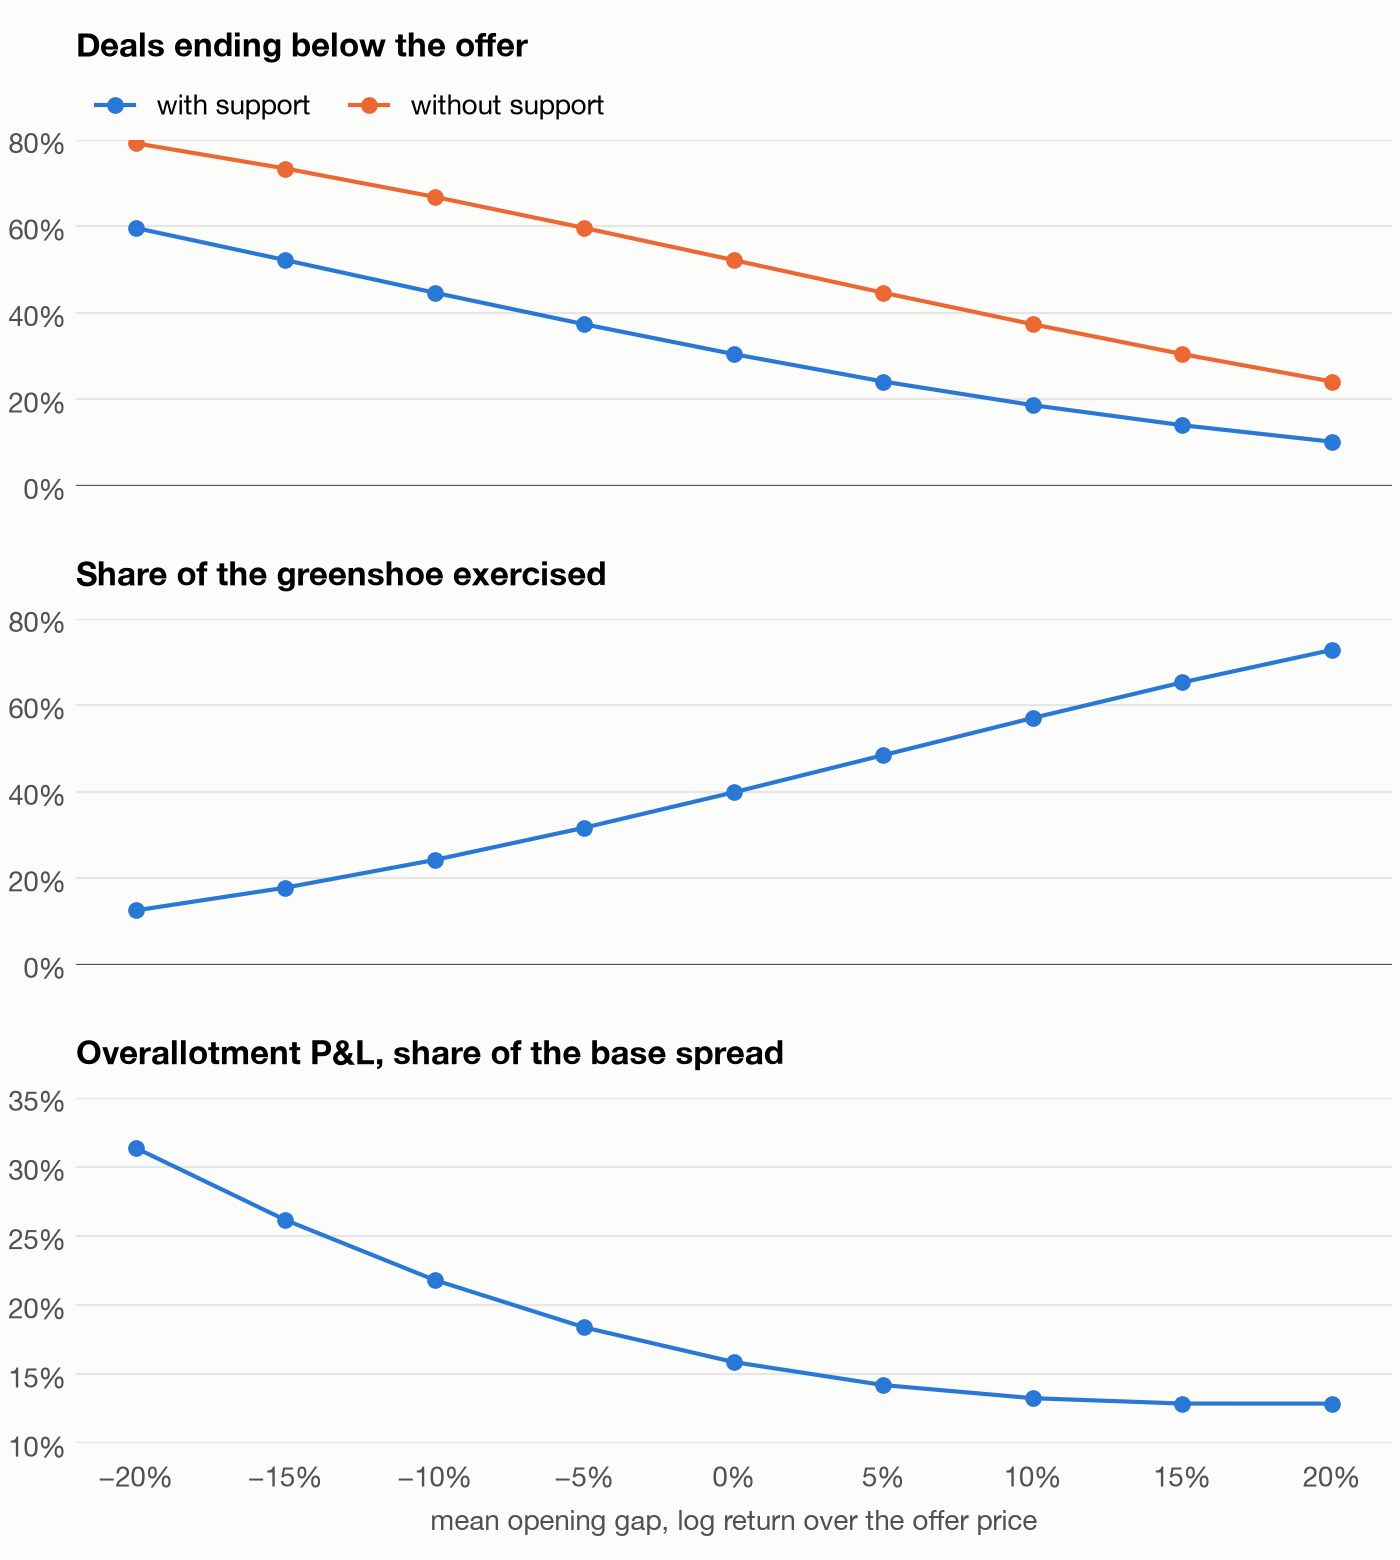 Deals ending below the offer
with support without support
80%
60%
40%
20%
0%
Share of the greenshoe exercised
80%
60%
40%
20%
0%
Overallotment P&L, share of the base spread
35%
30%
25%
20%
15%
10%
−20% −15% −10% −5% 0% 5% 10% 15% 20%
mean opening gap, log return over the offer price